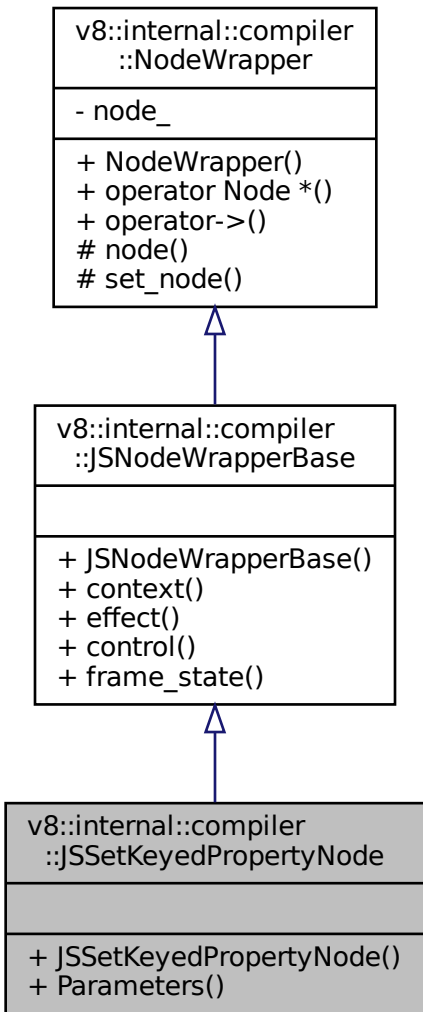 v8::internal::compiler
::NodeWrapper
- node_
+ NodeWrapper()
+ operator Node *()
+ operator->()
# node()
# set_node()
v8::internal::compiler
::JSNodeWrapperBase
+ JSNodeWrapperBase()
+ context()
+ effect()
+ control()
+ frame_state()
v8::internal::compiler
::JSSetKeyedPropertyNode
+ JSSetKeyedPropertyNode()
+ Parameters()